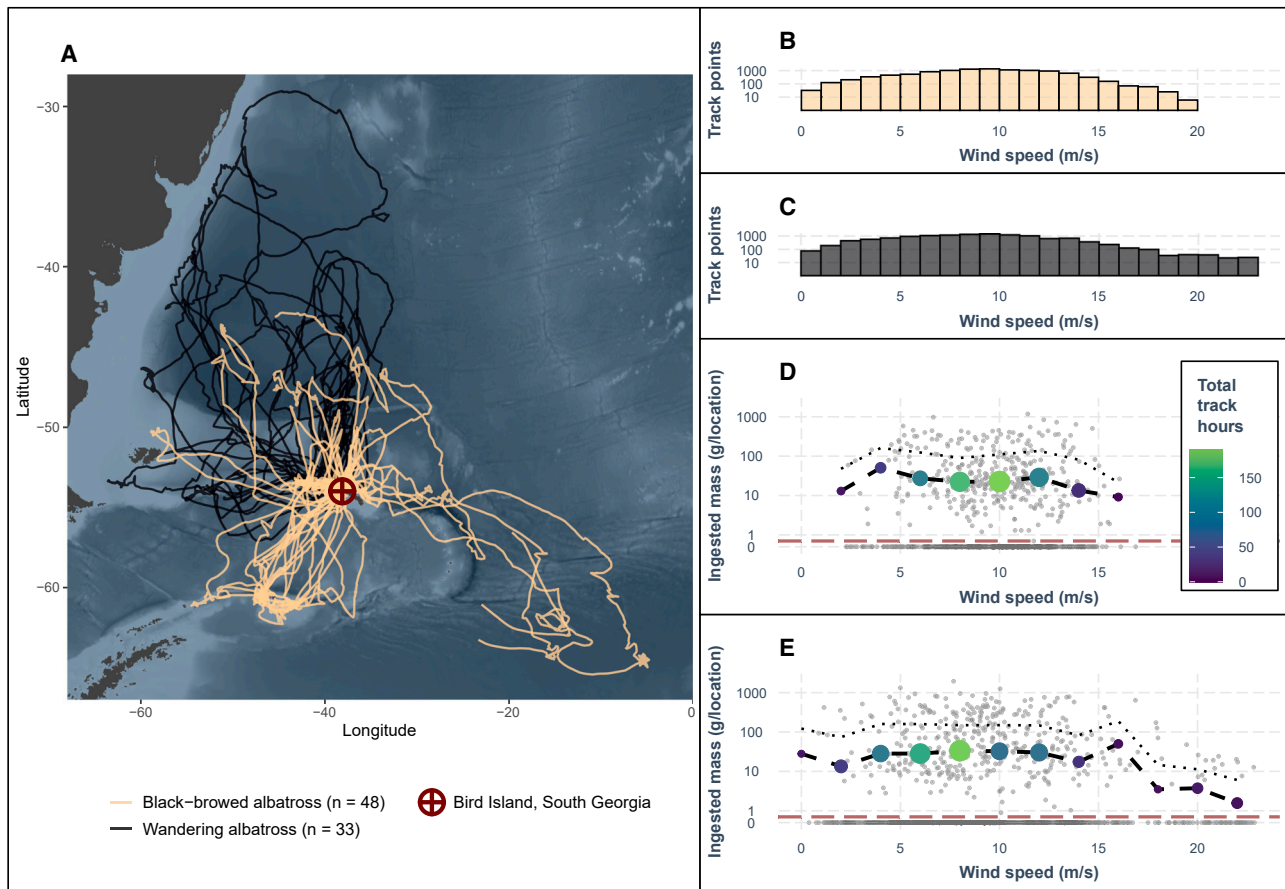 A
−30
−40
−50
−60
Latitude
−60
−40
−20
0
Longitude
Black−browed albatross (n = 48)
Wandering albatross (n = 33)
Bird Island, South Georgia
B
Track points
1000
10
0
5
10
15
20
Wind speed (m/s)
C
Track points
1000
10
0
5
10
15
20
Wind speed (m/s)
D
Ingested mass (g/location)
1000
100
10
1
0
0
5
10
15
Wind speed (m/s)
Total
track
hours
150
100
50
0
E
Ingested mass (g/location)
1000
100
10
1
0
0
5
10
15
20
Wind speed (m/s)